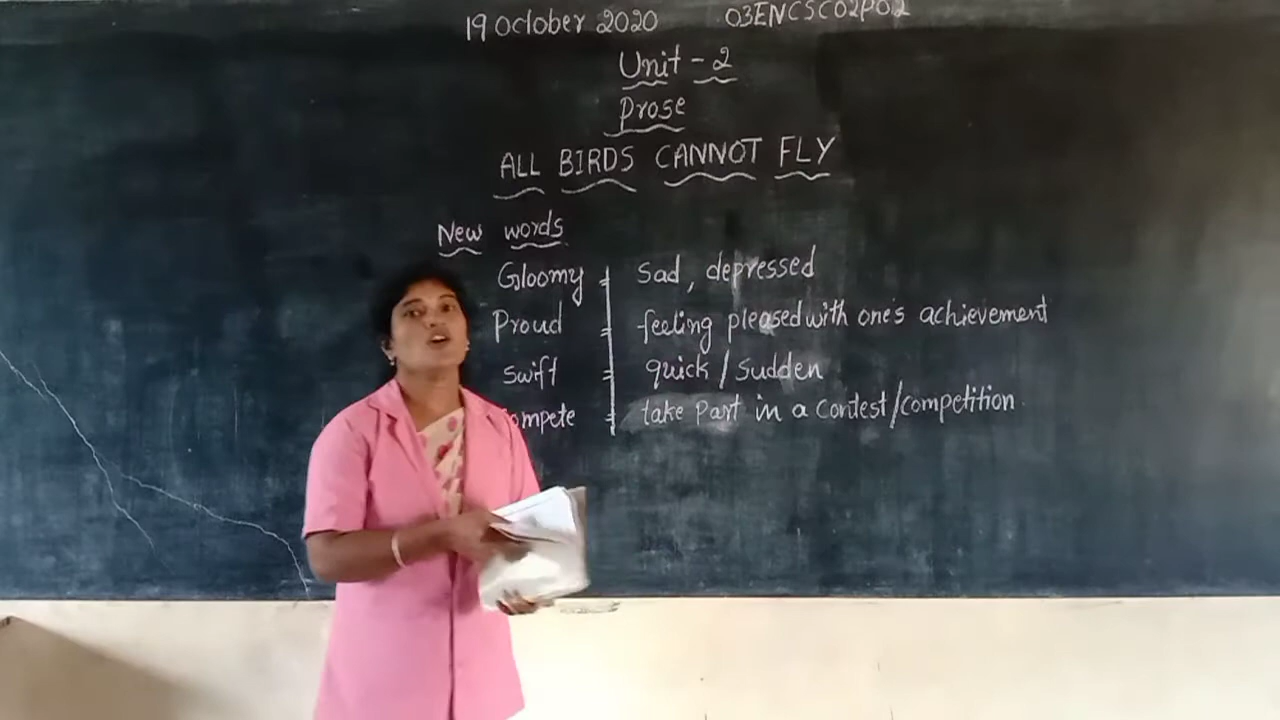 19 October 2020 03ENCSC02P02
Unit - 2
Prose
ALL BIRDS CANNOT FLY
New words
Gloomy = Sad, depressed
Proud = feeling pleased with one's achievement
Swift = quick / Sudden
ompete = take part in a Contest/competition